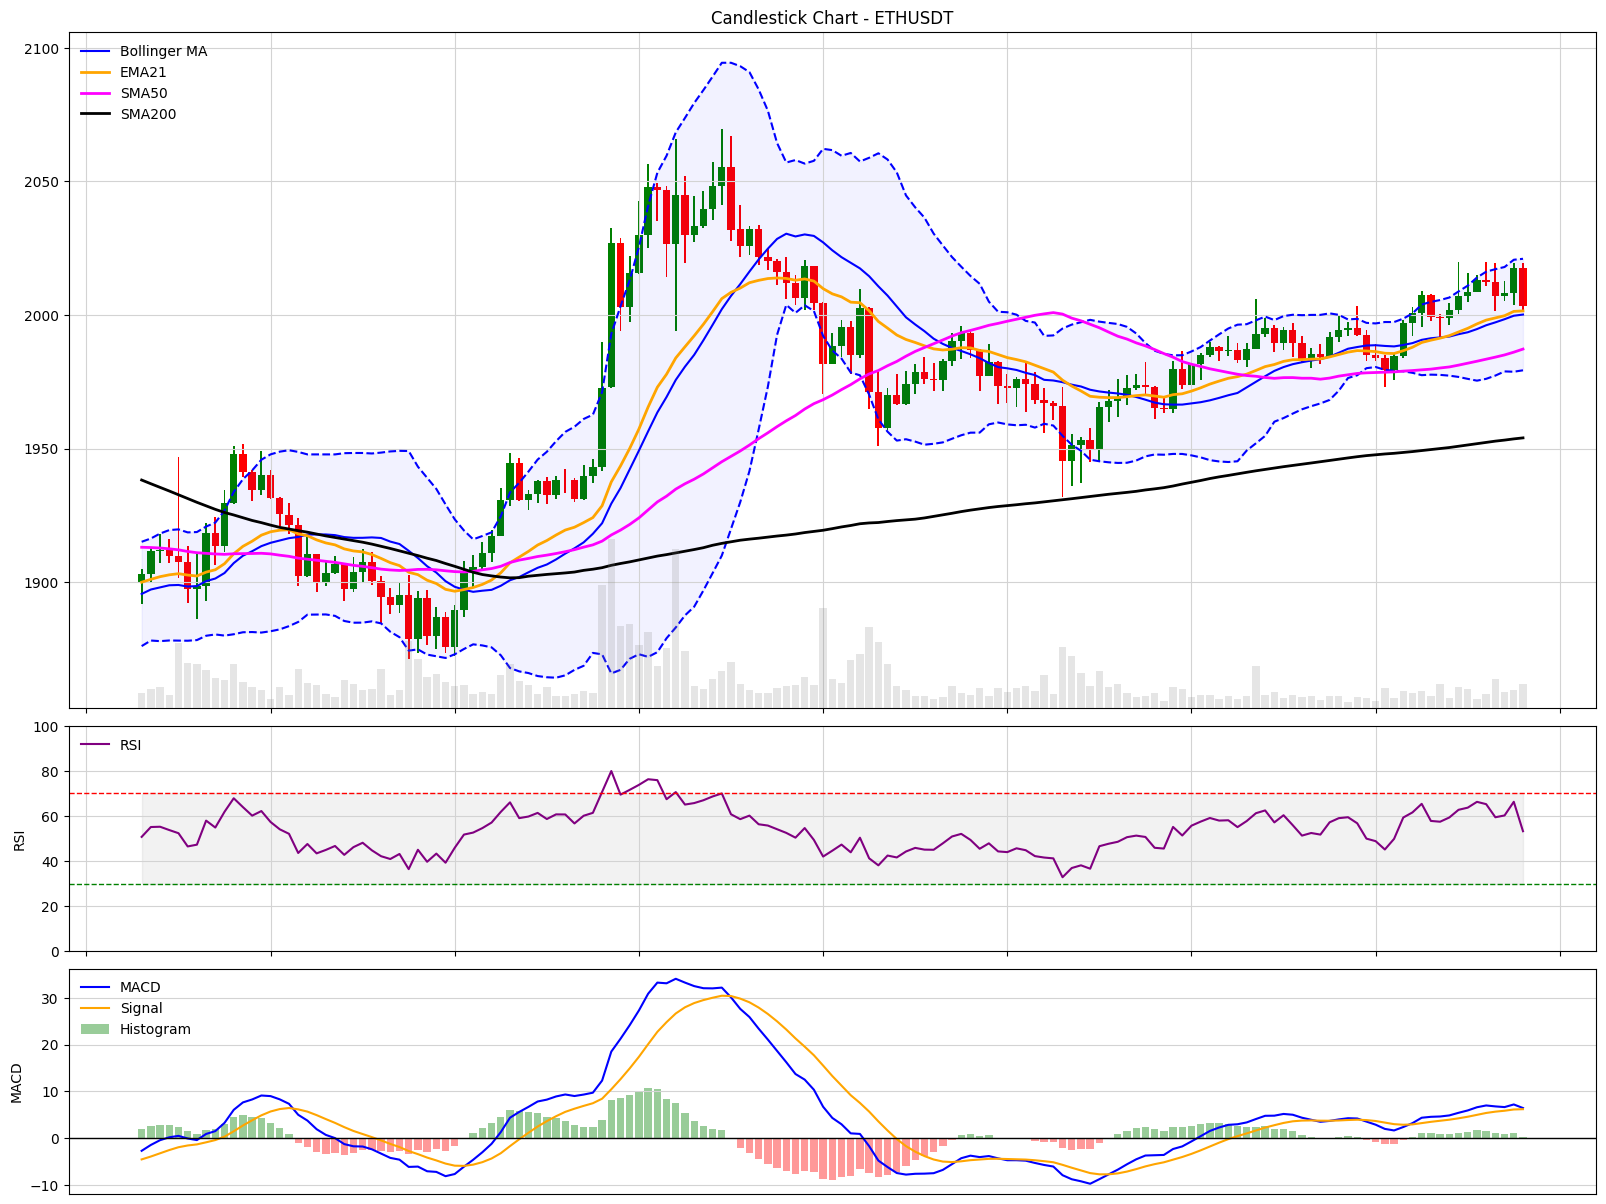 Candlestick Chart - ETHUSDT
Bollinger MA
EMA21
SMA50
SMA200
2100
2050
2000
1950
1900
RSI
RSI
100
80
60
40
20
0
MACD
Signal
Histogram
MACD
30
20
10
0
−10